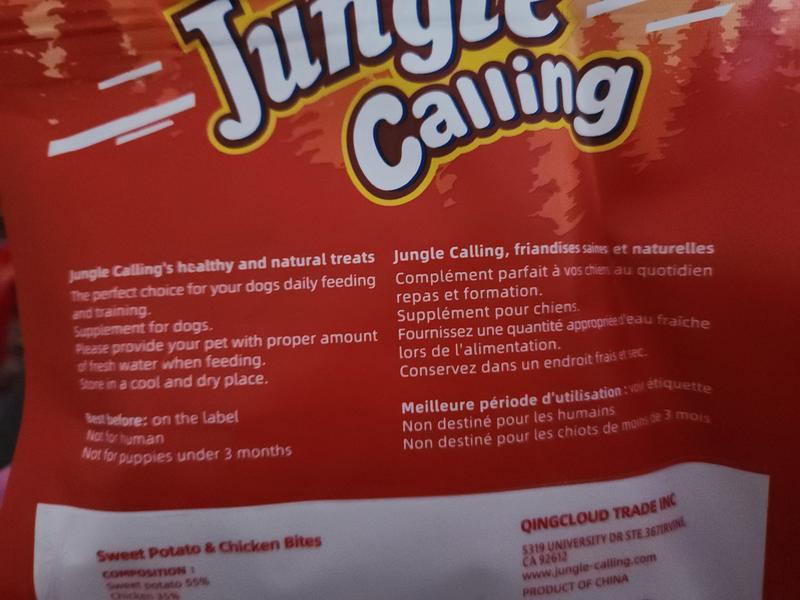 Jungle
Calling
Jungle Calling's healthy and natural treats
The perfect choice for your dogs daily feeding
and training.
Supplement for dogs.
Please provide your pet with proper amount
of fresh water when feeding.
Store in a cool and dry place.
Best before: on the label
Not for human
Not for puppies under 3 months
Jungle Calling, friandises saines et naturelles
Complément parfait à vos chiens au quotidien
repas et formation.
Supplément pour chiens.
Fournissez une quantité appropriée d'eau fraîche
lors de l'alimentation.
Conservez dans un endroit frais et sec.
Meilleure période d'utilisation : voir étiquette
Non destiné pour les humains
Non destiné pour les chiots de moins de 3 mois
Sweet Potato & Chicken Bites
COMPOSITION :
Sweet potato 55%
Chicken 35%
QINGCLOUD TRADE INC
5319 UNIVERSITY DR STE.367IRVINE
CA 92612
www.jungle-calling.com
PRODUCT OF CHINA